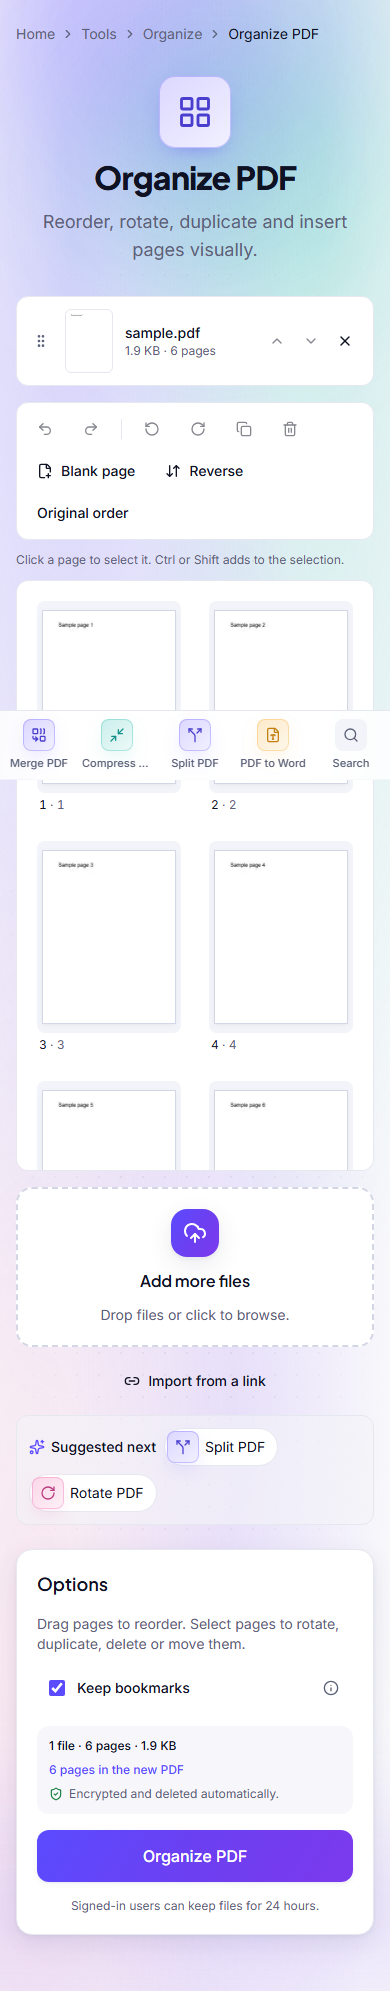 Home > Tools > Organize > Organize PDF
Organize PDF
Reorder, rotate, duplicate and insert
pages visually.
sample.pdf
1.9 KB · 6 pages
Blank page
Reverse
Original order
Click a page to select it. Ctrl or Shift adds to the selection.
Sample page 1
Sample page 2
Merge PDF
Compress ...
Split PDF
PDF to Word
Search
1 · 1
2 · 2
Sample page 3
Sample page 4
3 · 3
4 · 4
Sample page 5
Sample page 6
Add more files
Drop files or click to browse.
Import from a link
Suggested next
Split PDF
Rotate PDF
Options
Drag pages to reorder. Select pages to rotate,
duplicate, delete or move them.
Keep bookmarks
1 file · 6 pages · 1.9 KB
6 pages in the new PDF
Encrypted and deleted automatically.
Organize PDF
Signed-in users can keep files for 24 hours.